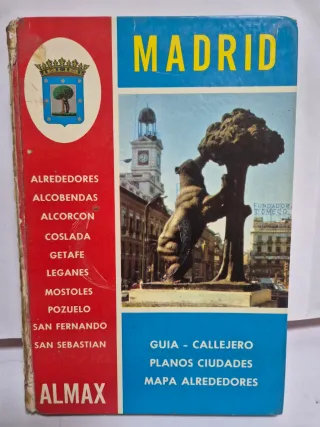 MADRID
ALREDEDORES
ALCOBENDAS
ALCORCON
COSLADA
GETAFE
LEGANES
MOSTOLES
POZUELO
SAN FERNANDO
SAN SEBASTIAN
ALMAX
FUNDADOR
GUIA - CALLEJERO
PLANOS CIUDADES
MAPA ALREDEDORES